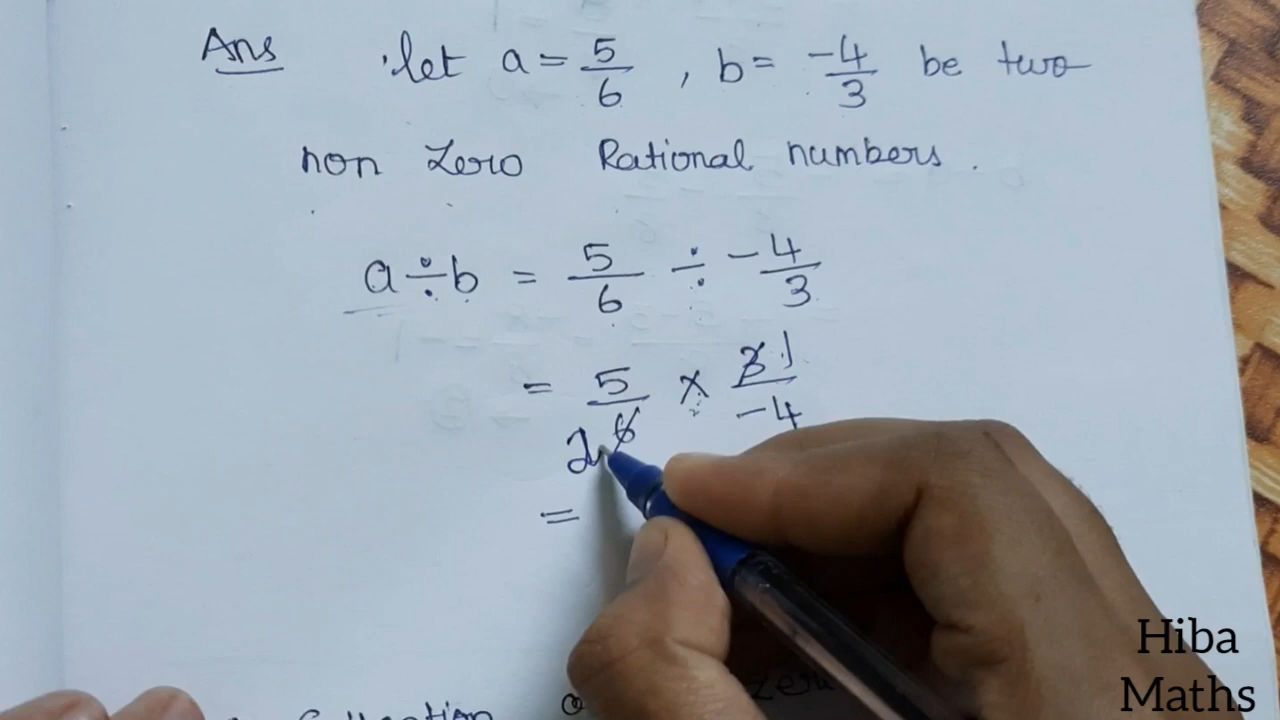 Ans let a = 5/6 , b = -4/3 be two
non Zero Rational numbers .
a ÷ b = 5/6 ÷ -4/3
= 5/6 × 3/-4
2 1
=
zero
Hiba
Maths